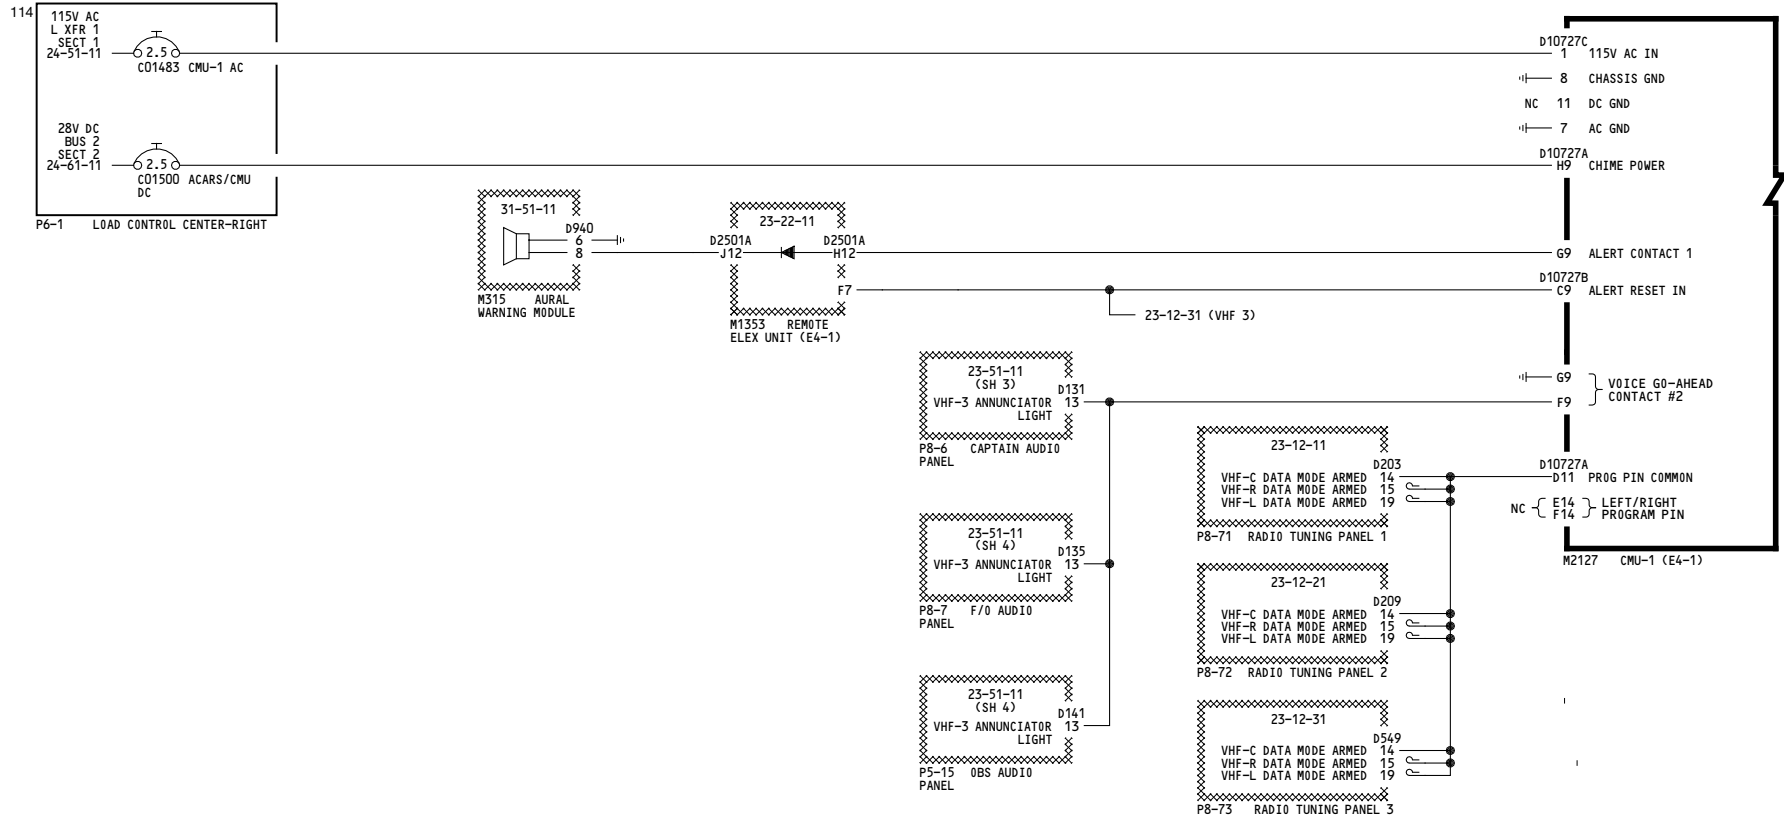 114
115V AC
L XFR 1
SECT 1
24-51-11
2.5
C01483 CMU-1 AC
28V DC
BUS 2
SECT 2
24-61-11
2.5
C01500 ACARS/CMU
DC
P6-1 LOAD CONTROL CENTER-RIGHT
31-51-11
D940
6
8
M315 AURAL
WARNING MODULE
23-22-11
D2501A
J12
D2501A
H12
F7
M1353 REMOTE
ELEX UNIT (E4-1)
23-12-31 (VHF 3)
23-51-11
(SH 3)
D131
VHF-3 ANNUNCIATOR 13
LIGHT
P8-6 CAPTAIN AUDIO
PANEL
23-51-11
(SH 4)
D135
VHF-3 ANNUNCIATOR 13
LIGHT
P8-7 F/O AUDIO
PANEL
23-51-11
(SH 4)
D141
VHF-3 ANNUNCIATOR 13
LIGHT
P5-15 OBS AUDIO
PANEL
23-12-11
D203
VHF-C DATA MODE ARMED 14
VHF-R DATA MODE ARMED 15
VHF-L DATA MODE ARMED 19
P8-71 RADIO TUNING PANEL 1
23-12-21
D209
VHF-C DATA MODE ARMED 14
VHF-R DATA MODE ARMED 15
VHF-L DATA MODE ARMED 19
P8-72 RADIO TUNING PANEL 2
23-12-31
D549
VHF-C DATA MODE ARMED 14
VHF-R DATA MODE ARMED 15
VHF-L DATA MODE ARMED 19
P8-73 RADIO TUNING PANEL 3
D10727C
1 115V AC IN
8 CHASSIS GND
NC 11 DC GND
7 AC GND
D10727A
H9 CHIME POWER
G9 ALERT CONTACT 1
D10727B
C9 ALERT RESET IN
G9
F9
VOICE GO-AHEAD
CONTACT #2
D10727A
D11 PROG PIN COMMON
NC
E14
F14
LEFT/RIGHT
PROGRAM PIN
M2127 CMU-1 (E4-1)